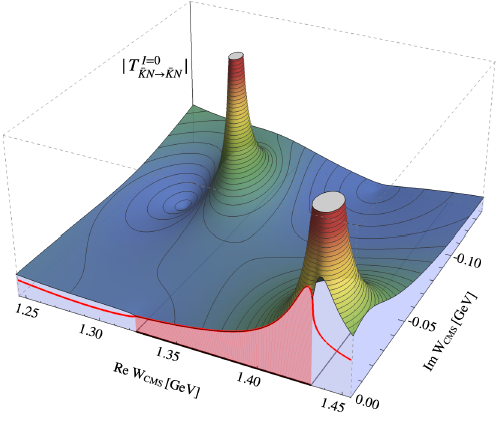 |T^{I=0}_{K̄N→K̄N}|
-0.10
-0.05
0.00
Im W_{CMS} [GeV]
1.25
1.30
1.35
1.40
1.45
Re W_{CMS} [GeV]